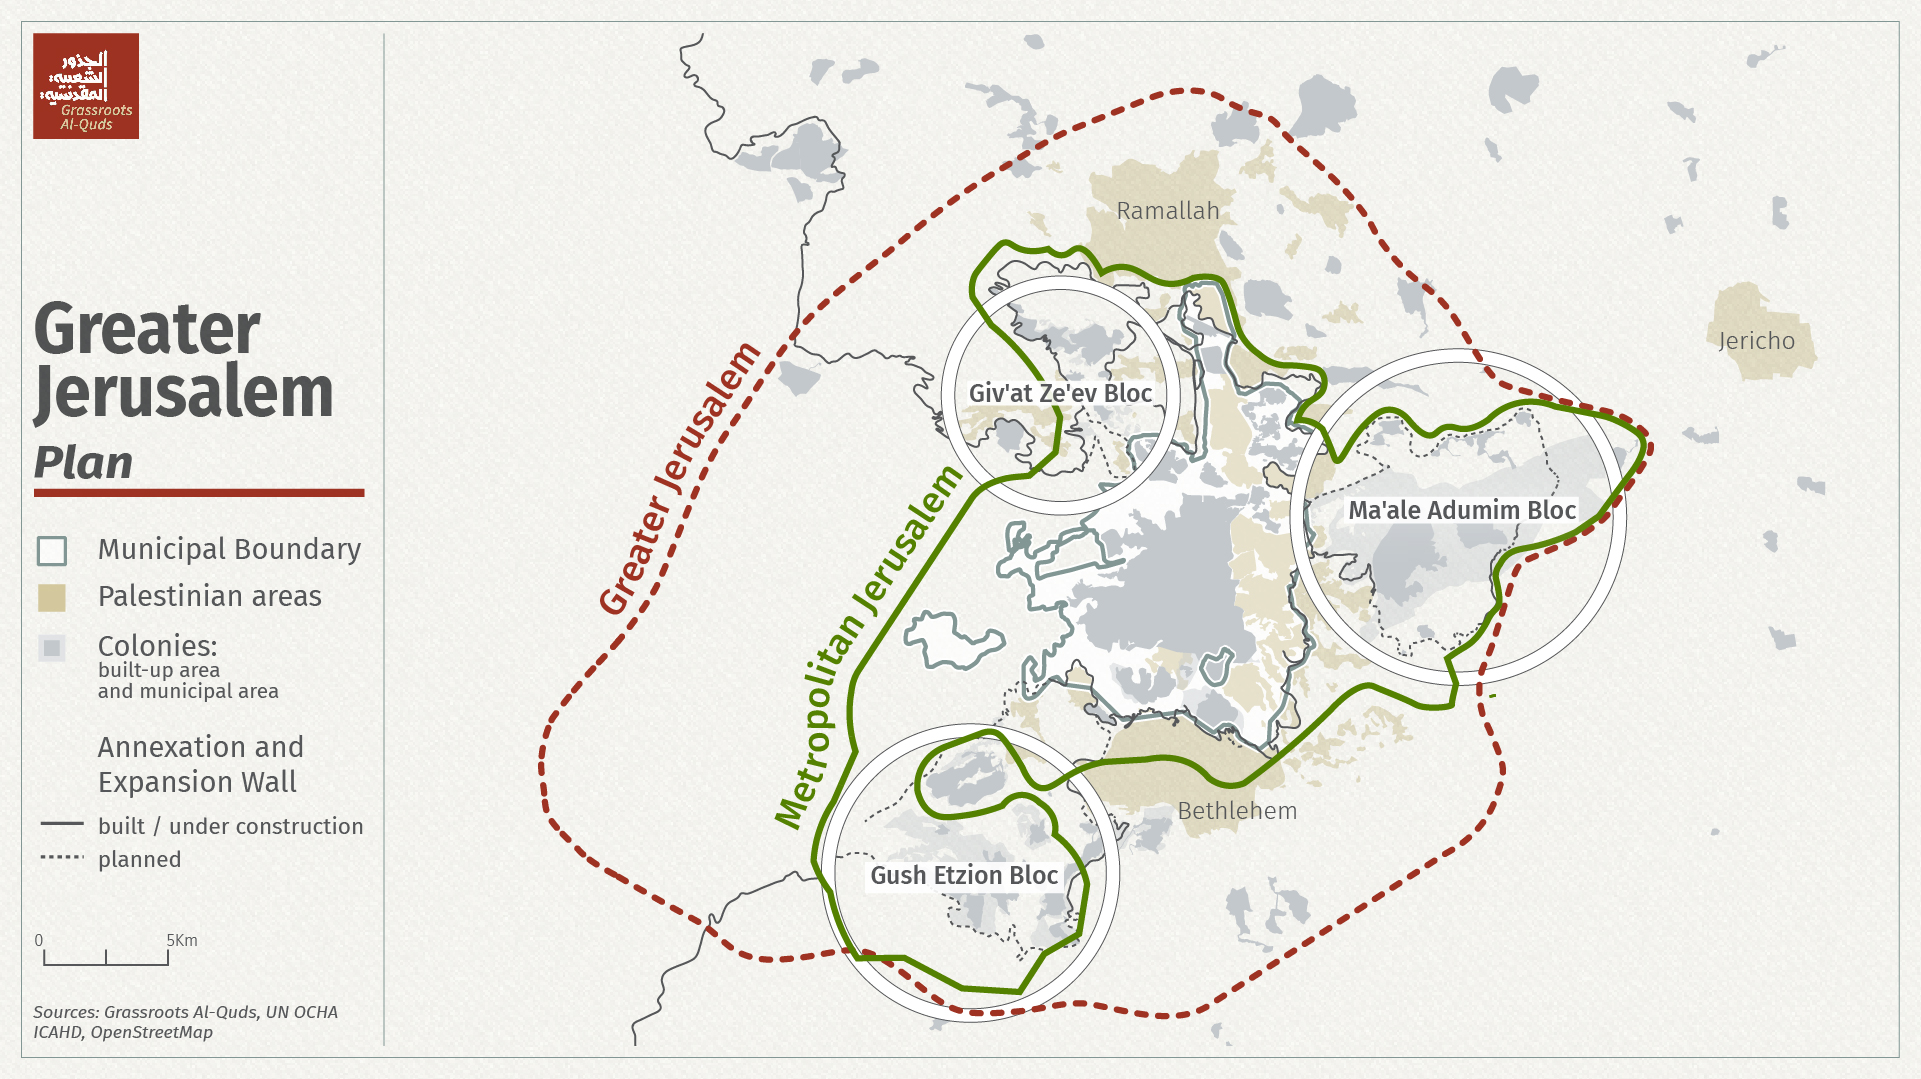 الجذور
الشعبية
المقدسية
Grassroots
Al-Quds
Greater
Jerusalem
Plan
Municipal Boundary
Palestinian areas
Colonies:
built-up area
and municipal area
Annexation and
Expansion Wall
built / under construction
planned
0 5Km
Sources: Grassroots Al-Quds, UN OCHA
ICAHD, OpenStreetMap
Ramallah
Jericho
Greater Jerusalem
Giv'at Ze'ev Bloc
Metropolitan Jerusalem
Ma'ale Adumim Bloc
Bethlehem
Gush Etzion Bloc